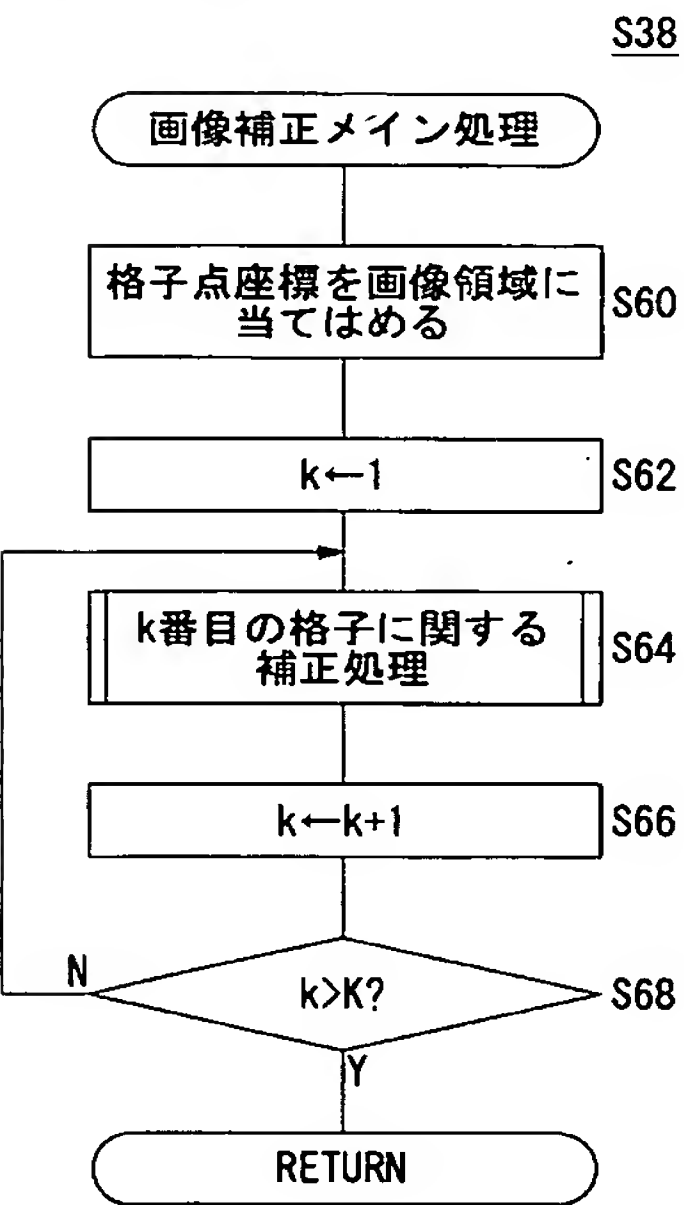 S38
画像補正メイン処理
格子点座標を画像領域に
当てはめる
S60
k←1
S62
k番目の格子に関する
補正処理
S64
k←k+1
S66
N
k>K?
S68
Y
RETURN